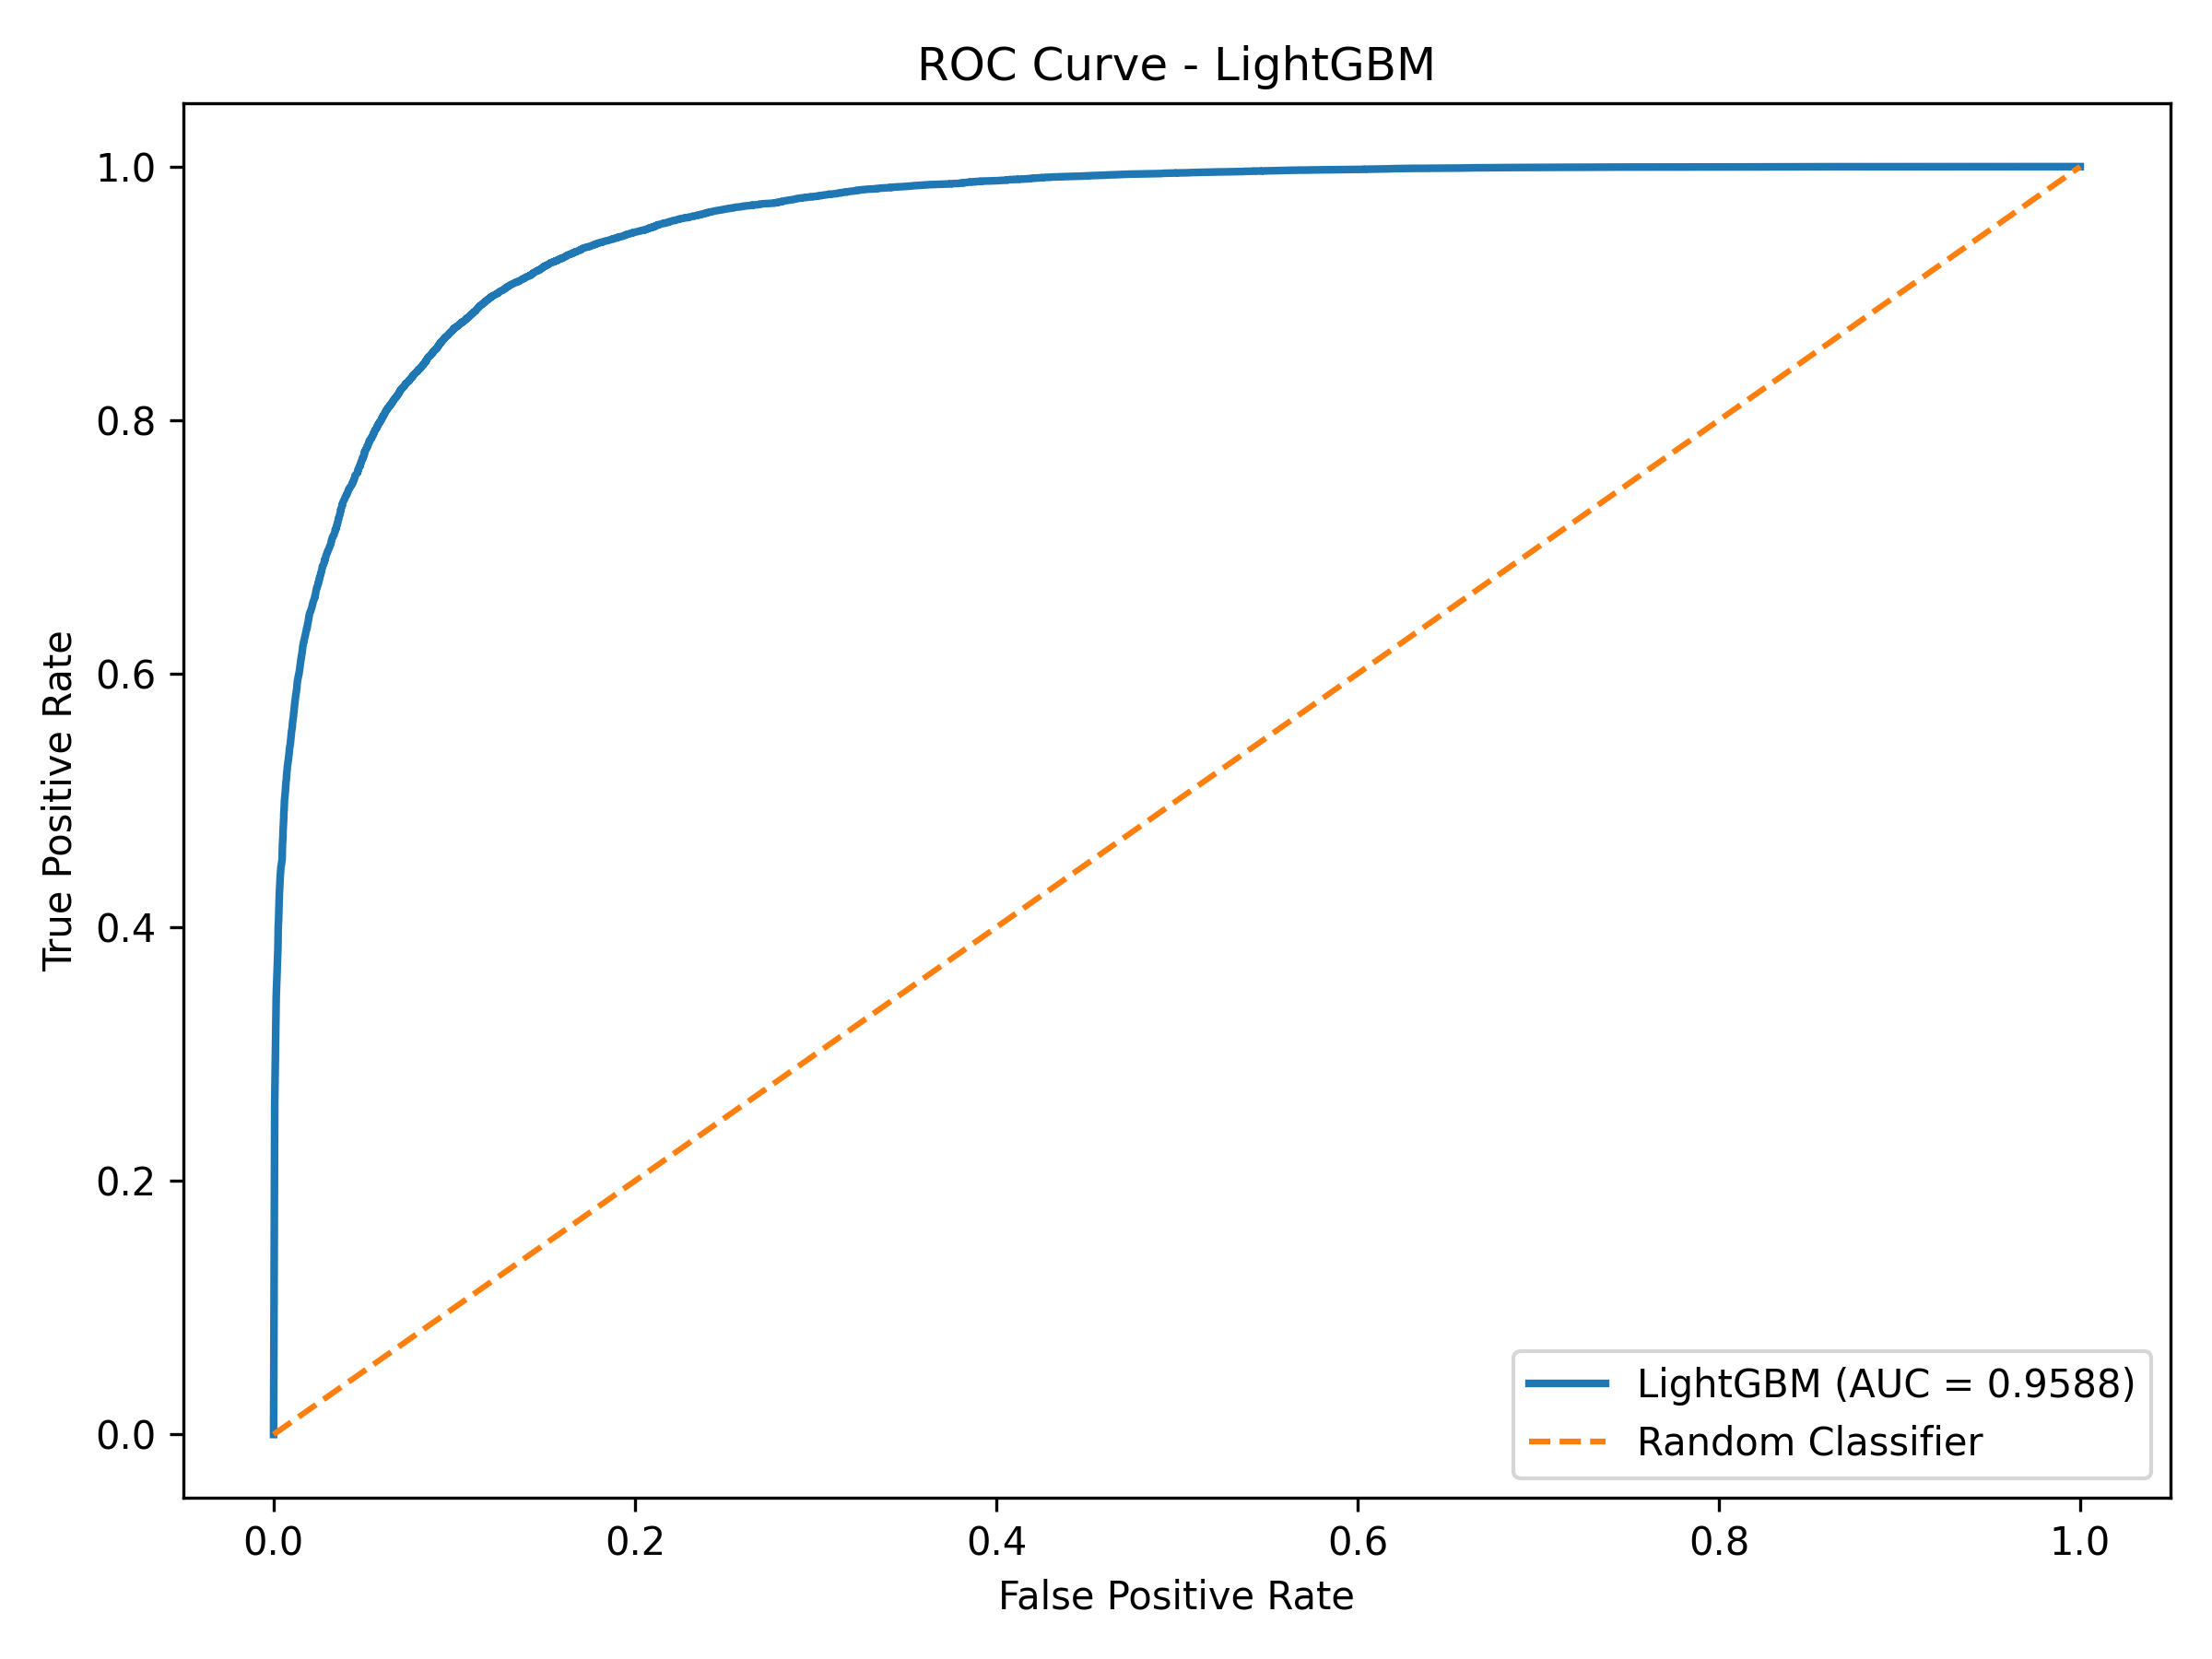 ROC Curve - LightGBM
True Positive Rate
1.0
0.8
0.6
0.4
0.2
0.0
0.0 0.2 0.4 0.6 0.8 1.0
False Positive Rate
LightGBM (AUC = 0.9588)
Random Classifier